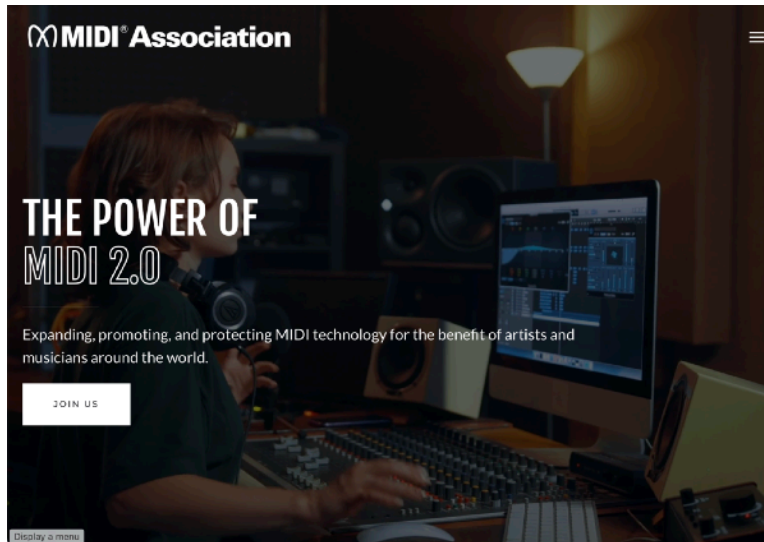 MIDI® Association
THE POWER OF
MIDI 2.0
Expanding, promoting, and protecting MIDI technology for the benefit of artists and
musicians around the world.
JOIN US
Display a menu